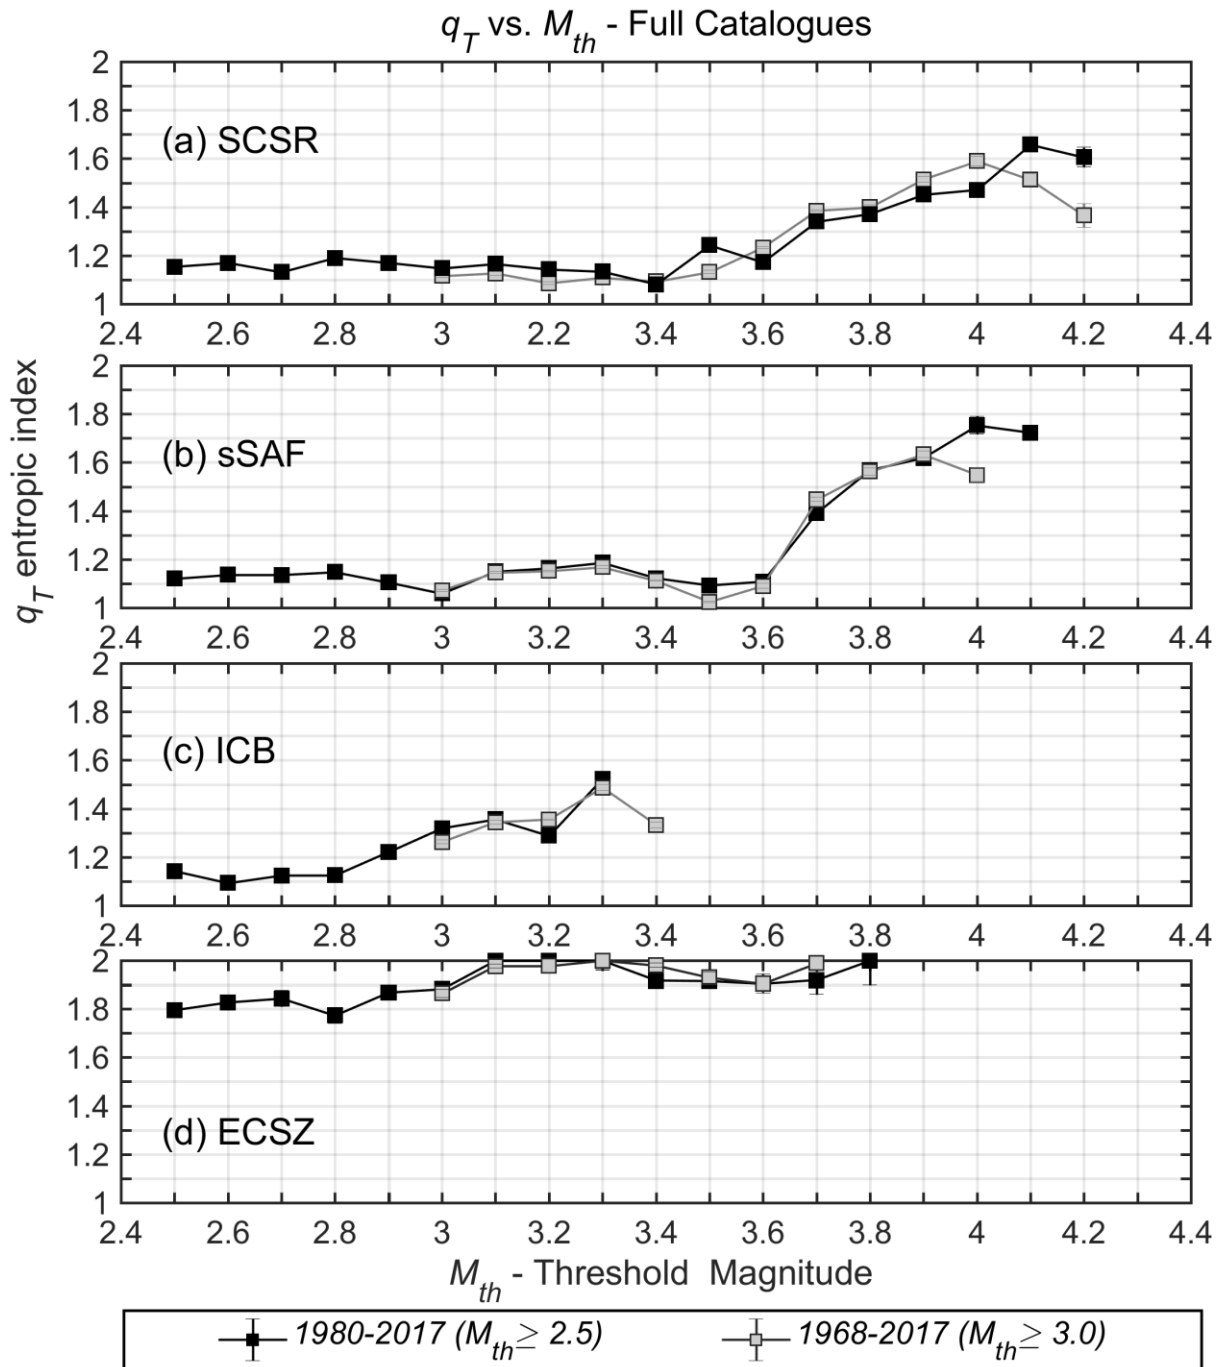 q_T vs. M_th - Full Catalogues
2
1.8
1.6
1.4
1.2
1
(a) SCSR
2.4 2.6 2.8 3 2.2 3.4 3.6 3.8 4 4.2 4.4
2
1.8
1.6
1.4
1.2
1
(b) sSAF
2.4 2.6 2.8 3 3.2 3.4 3.6 3.8 4 4.2 4.4
2
1.8
1.6
1.4
1.2
1
(c) ICB
2.4 2.6 2.8 3 3.2 3.4 3.6 3.8 4 4.2 4.4
2
1.8
1.6
1.4
1.2
1
(d) ECSZ
2.4 2.6 2.8 3 3.2 3.4 3.6 3.8 4 4.2 4.4
q_T entropic index
M_th - Threshold Magnitude
1980-2017 (M_th ≥ 2.5)
1968-2017 (M_th ≥ 3.0)